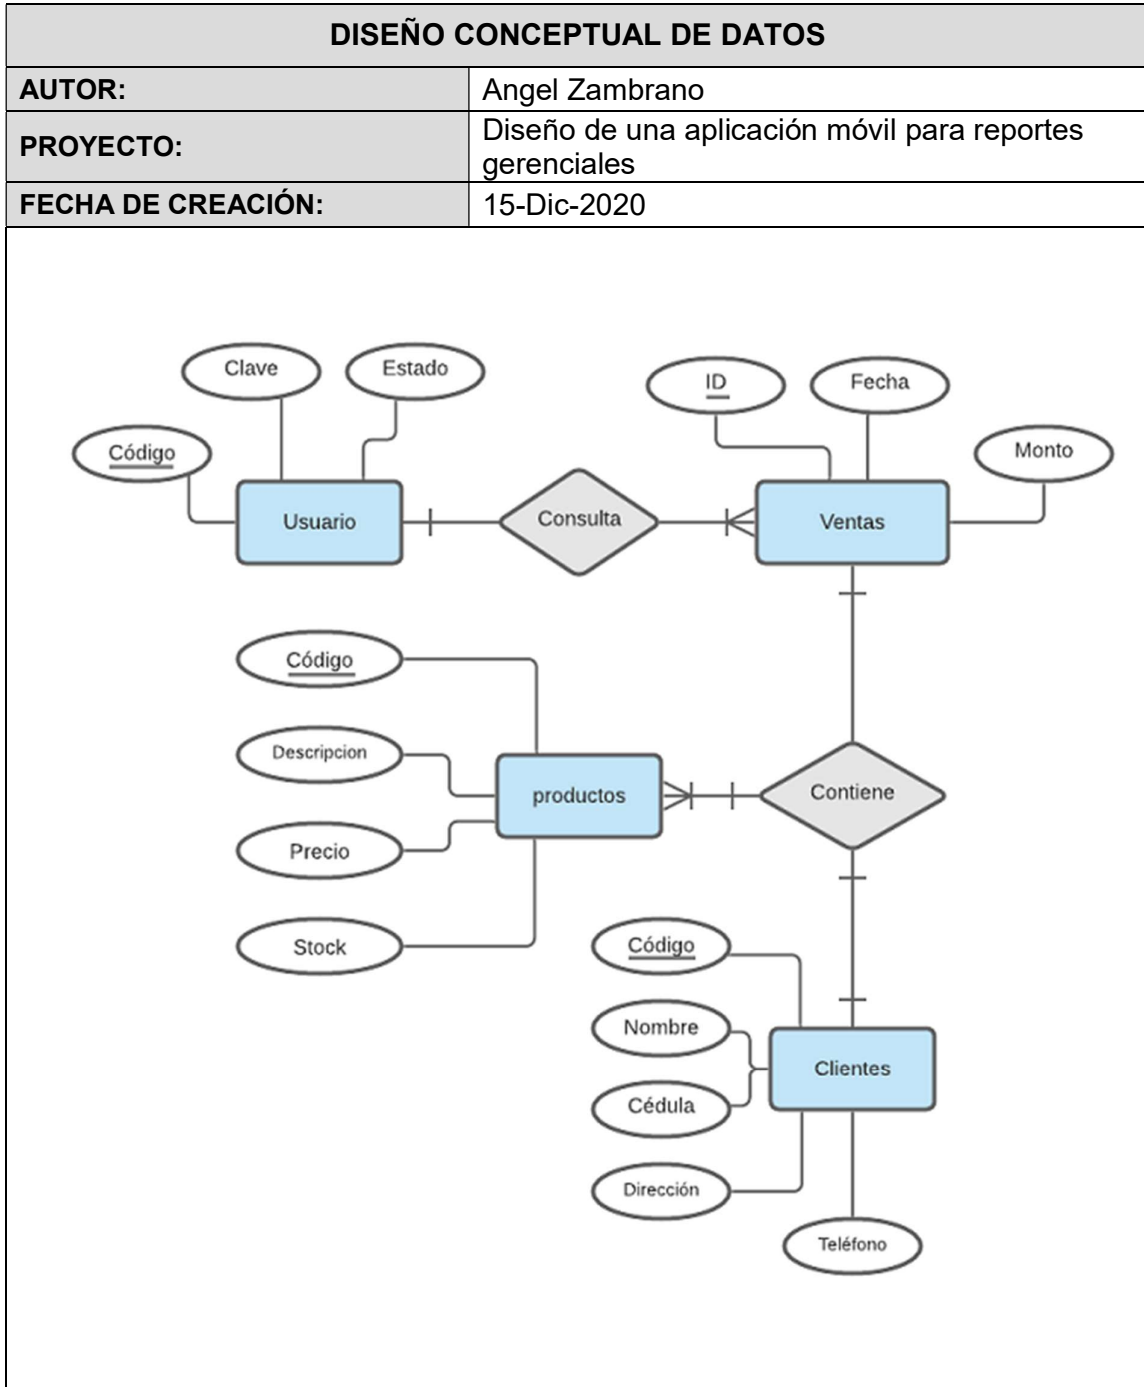 DISEÑO CONCEPTUAL DE DATOS
AUTOR:
Angel Zambrano
PROYECTO:
Diseño de una aplicación móvil para reportes
gerenciales
FECHA DE CREACIÓN:
15-Dic-2020
Clave
Estado
ID
Fecha
Código
Monto
Usuario
Consulta
Ventas
Código
Descripcion
productos
Contiene
Precio
Stock
Código
Nombre
Clientes
Cédula
Dirección
Teléfono